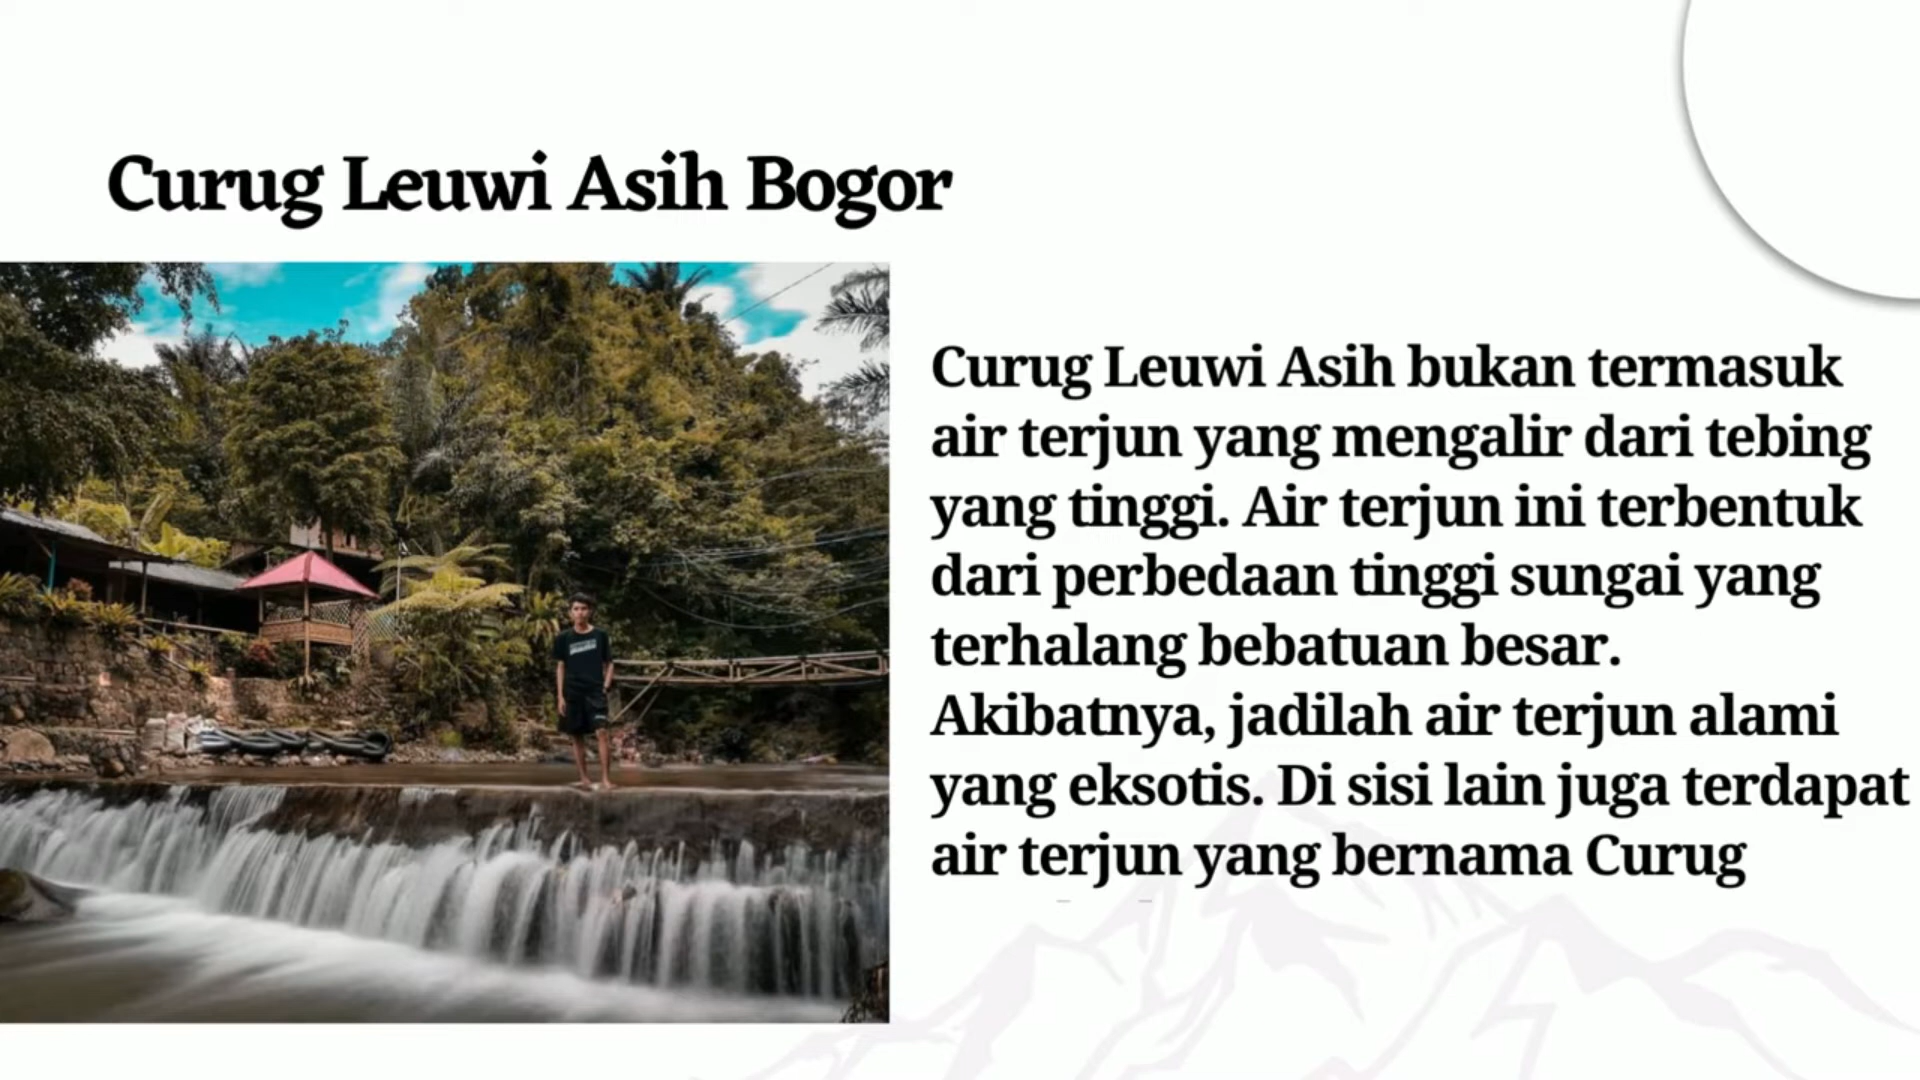 Curug Leuwi Asih Bogor
Curug Leuwi Asih bukan termasuk
air terjun yang mengalir dari tebing
yang tinggi. Air terjun ini terbentuk
dari perbedaan tinggi sungai yang
terhalang bebatuan besar.
Akibatnya, jadilah air terjun alami
yang eksotis. Di sisi lain juga terdapat
air terjun yang bernama Curug